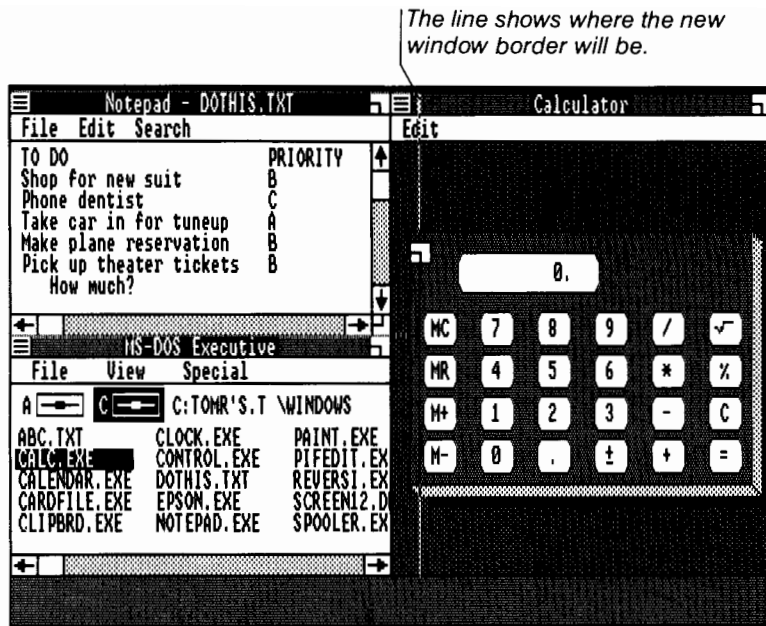 The line shows where the new
window border will be.
Notepad - DOTHIS.TXT
File Edit Search
TO DO PRIORITY
Shop for new suit B
Phone dentist C
Take car in for tuneup A
Make plane reservation B
Pick up theater tickets B
How much?
MS-DOS Executive
File View Special
A C C:TOMR'S.T \WINDOWS
ABC.TXT CLOCK.EXE PAINT.EXE
CALC.EXE CONTROL.EXE PIFEDIT.EX
CALENDAR.EXE DOTHIS.TXT REVERSI.EX
CARDFILE.EXE EPSON.EXE SCREEN12.D
CLIPBRD.EXE NOTEPAD.EXE SPOOLER.EX
Calculator
Edit
0.
MC 7 8 9 / √
MR 4 5 6 * %
M+ 1 2 3 - C
M- 0 . ± + =